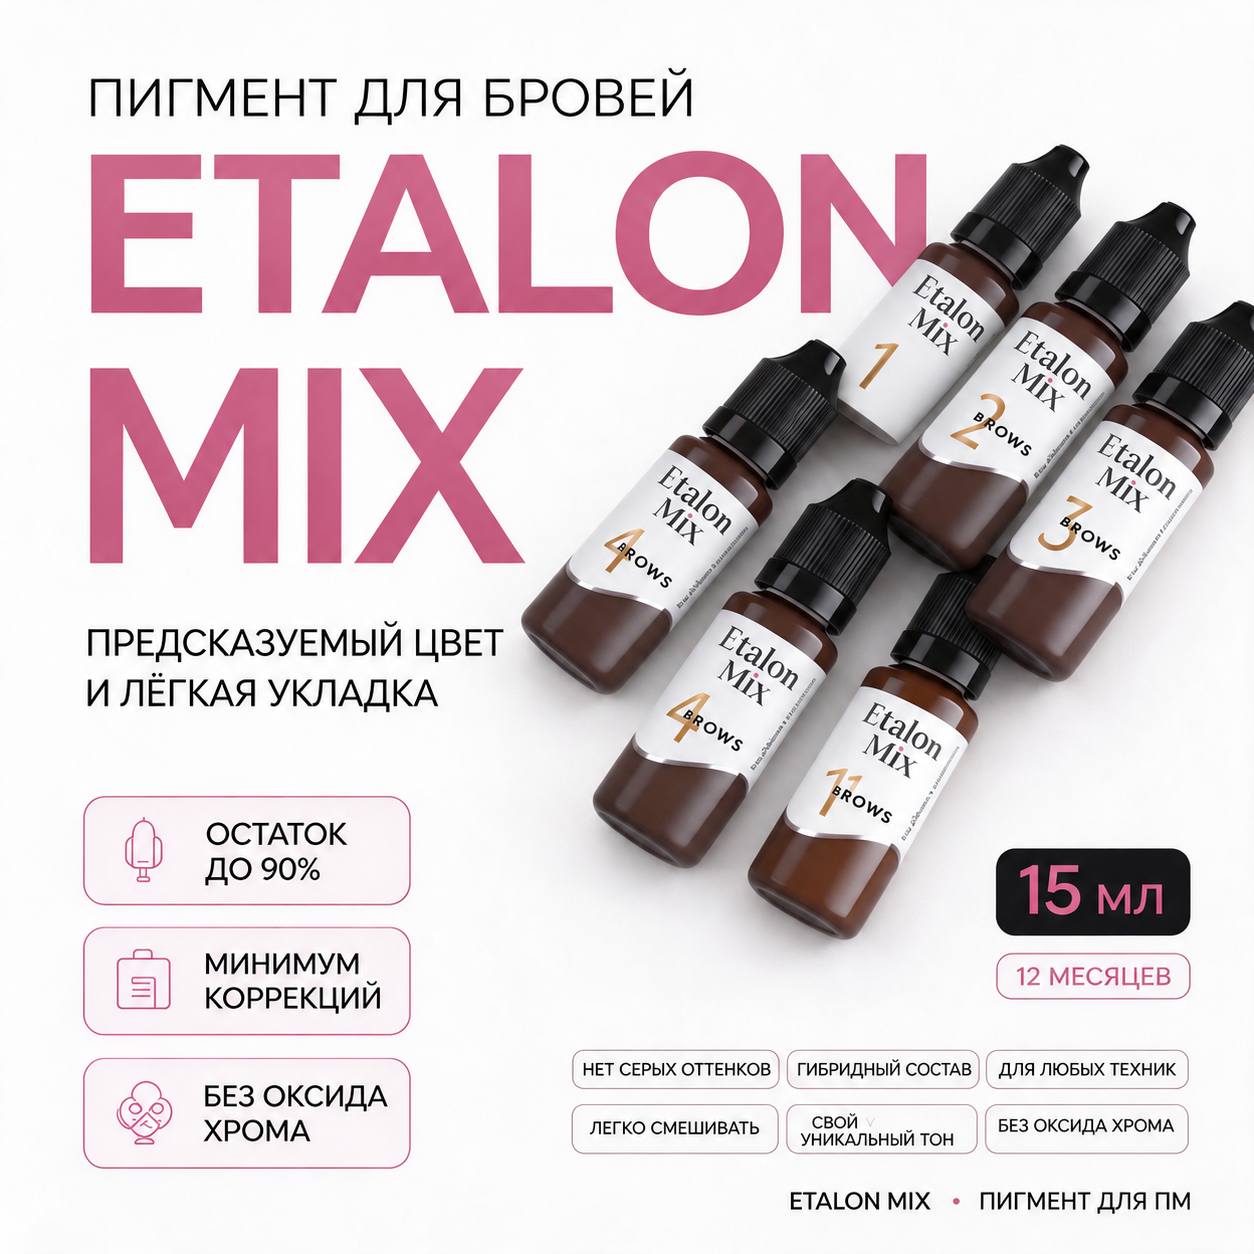 ПИГМЕНТ ДЛЯ БРОВЕЙ
ETALON
MIX
ПРЕДСКАЗУЕМЫЙ ЦВЕТ
И ЛЁГКАЯ УКЛАДКА
ОСТАТОК
ДО 90%
МИНИМУМ
КОРРЕКЦИЙ
БЕЗ ОКСИДА
ХРОМА
Etalon
Mix
1
Etalon
Mix
2
BROWS
Etalon
Mix
3
BROWS
Etalon
Mix
4
BROWS
Etalon
Mix
4
BROWS
Etalon
Mix
11
BROWS
15 МЛ
12 МЕСЯЦЕВ
НЕТ СЕРЫХ ОТТЕНКОВ
ГИБРИДНЫЙ СОСТАВ
ДЛЯ ЛЮБЫХ ТЕХНИК
ЛЕГКО СМЕШИВАТЬ
СВОЙ
УНИКАЛЬНЫЙ ТОН
БЕЗ ОКСИДА ХРОМА
ETALON MIX • ПИГМЕНТ ДЛЯ ПМ